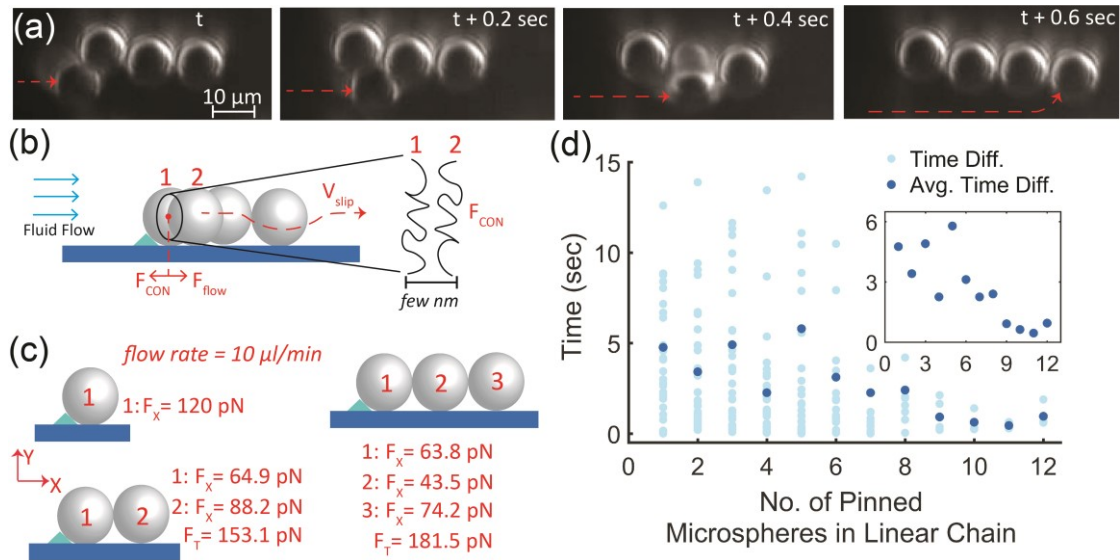 (a)
t
t + 0.2 sec
t + 0.4 sec
t + 0.6 sec
10 μm
(b)
1 2
1 2
Fluid Flow
V_slip
F_CON
F_CON F_flow
few nm
(c)
flow rate = 10 μl/min
1
1: F_X = 120 pN
Y
X
1 2
1: F_X = 64.9 pN
2: F_X = 88.2 pN
F_T = 153.1 pN
1 2 3
1: F_X = 63.8 pN
2: F_X = 43.5 pN
3: F_X = 74.2 pN
F_T = 181.5 pN
(d)
Time Diff.
Avg. Time Diff.
15
10
5
0
Time (sec)
0 2 4 6 8 10 12
No. of Pinned
Microspheres in Linear Chain
6
3
0
0 3 6 9 12